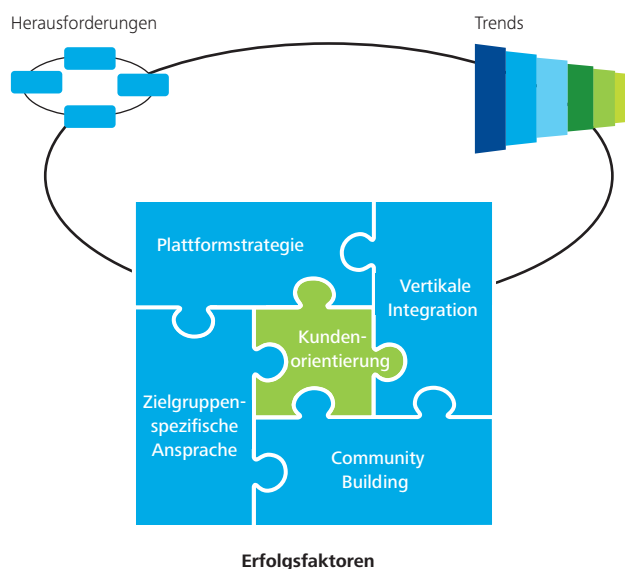 Herausforderungen
Trends
Plattformstrategie
Vertikale
Integration
Kunden-
orientierung
Zielgruppen-
spezifische
Ansprache
Community
Building
Erfolgsfaktoren